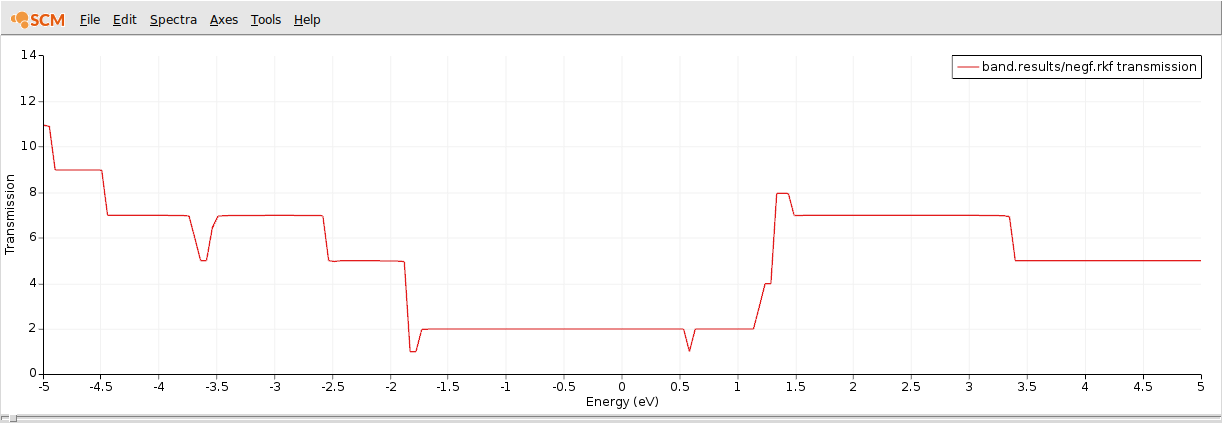 SCM File Edit Spectra Axes Tools Help
14
band.results/negf.rkf transmission
12
10
8
Transmission
6
4
2
0
-5 -4.5 -4 -3.5 -3 -2.5 -2 -1.5 -1 -0.5 0 0.5 1 1.5 2 2.5 3 3.5 4 4.5 5
Energy (eV)